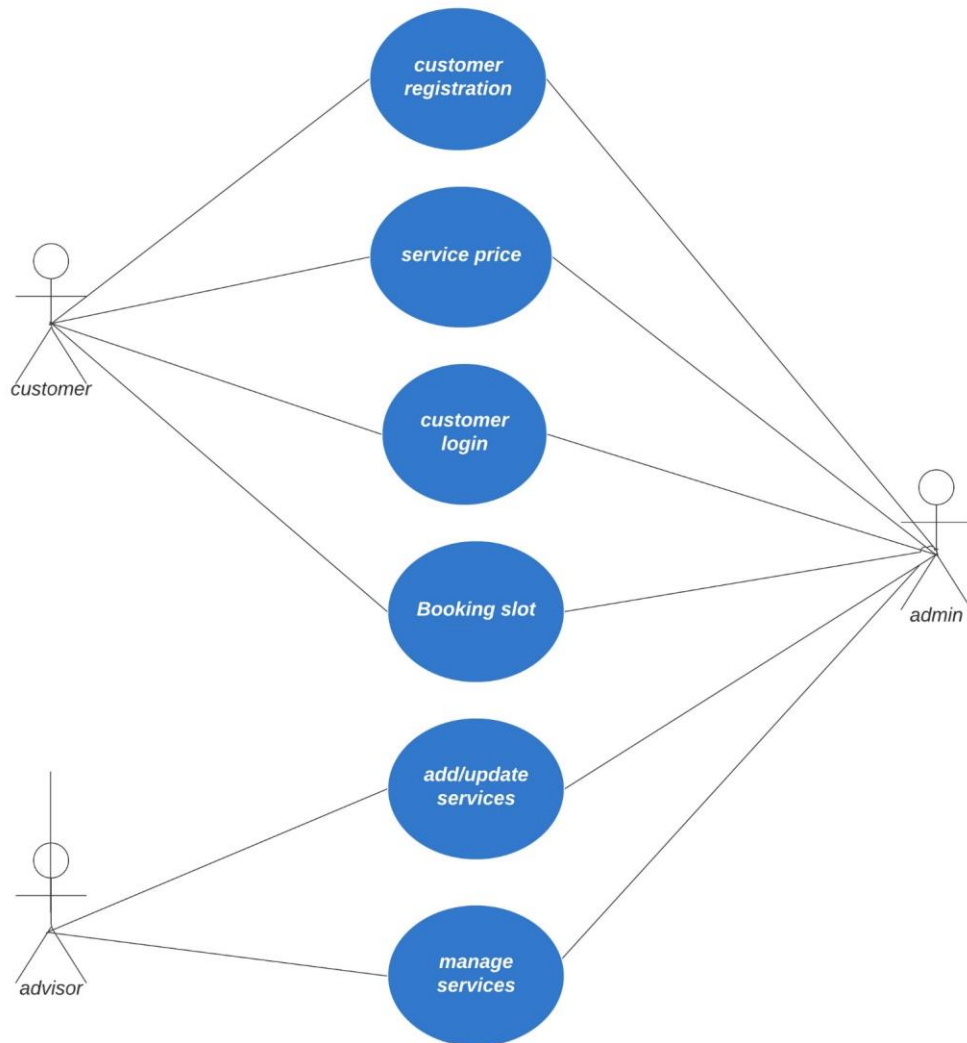 customer
registration
service price
customer
customer
login
admin
Booking slot
add/update
services
advisor
manage
services